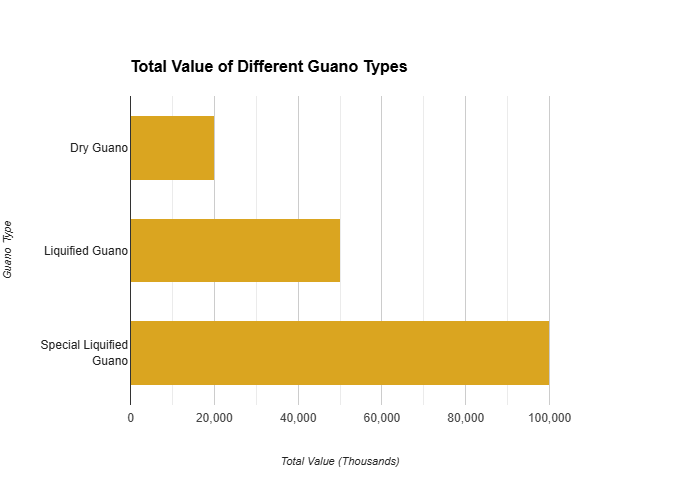 Total Value of Different Guano Types
Guano Type
Dry Guano
Liquified Guano
Special Liquified
Guano
0
20,000
40,000
60,000
80,000
100,000
Total Value (Thousands)